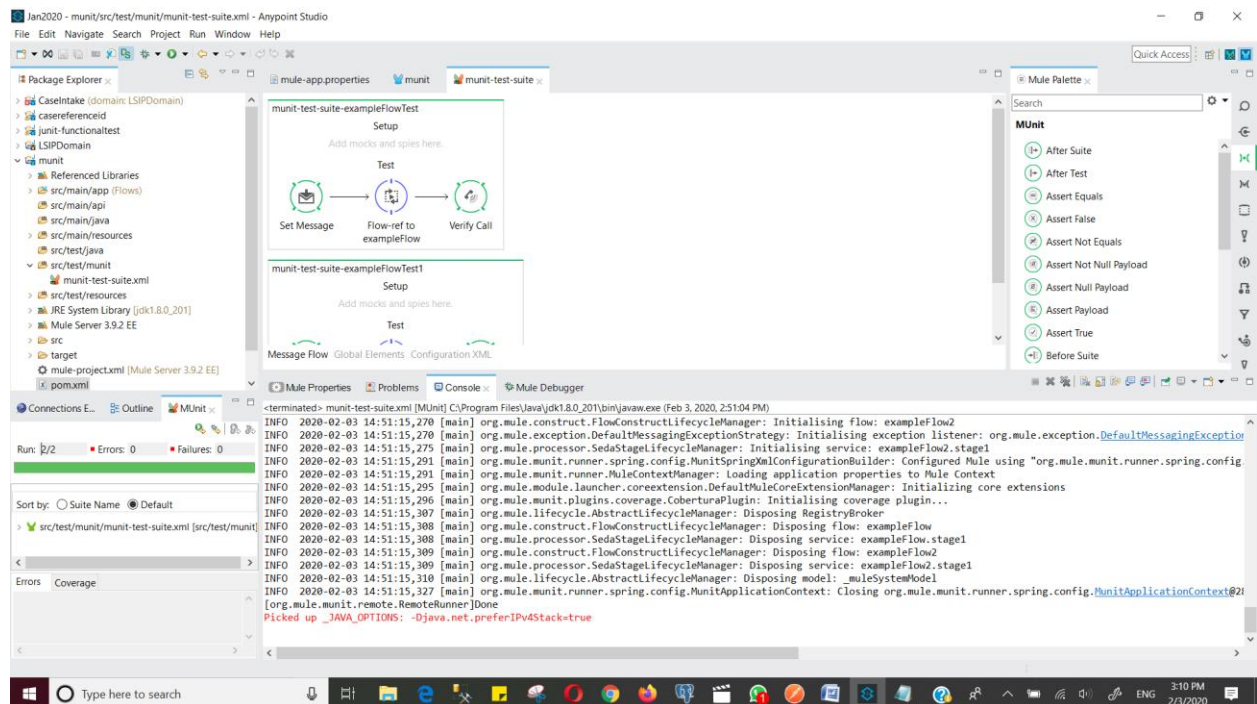 Jan2020 - munit/src/test/munit/munit-test-suite.xml - Anypoint Studio
File Edit Navigate Search Project Run Window Help
Quick Access
Package Explorer
CaseIntake (domain: LSIPDomain)
casereferenceid
junit-functionaltest
LSIPDomain
munit
Referenced Libraries
src/main/app (Flows)
src/main/api
src/main/java
src/main/resources
src/test/java
src/test/munit
munit-test-suite.xml
src/test/resources
JRE System Library [jdk1.8.0_201]
Mule Server 3.9.2 EE
src
target
mule-project.xml [Mule Server 3.9.2 EE]
pom.xml
mule-app.properties munit munit-test-suite
munit-test-suite-exampleFlowTest
Setup
Add mocks and spies here.
Test
Set Message Flow-ref to Verify Call
exampleFlow
munit-test-suite-exampleFlowTest1
Setup
Add mocks and spies here.
Test
Message Flow Global Elements Configuration XML
Mule Palette
Search
MUnit
After Suite
After Test
Assert Equals
Assert False
Assert Not Equals
Assert Not Null Payload
Assert Null Payload
Assert Payload
Assert True
Before Suite
Connections E... Outline MUnit
Run: 2/2 Errors: 0 Failures: 0
Sort by: Suite Name Default
src/test/munit/munit-test-suite.xml [src/test/munit]
Errors Coverage
Mule Properties Problems Console Mule Debugger
<terminated> munit-test-suite.xml [MUnit] C:\Program Files\Java\jdk1.8.0_201\bin\javaw.exe (Feb 3, 2020, 2:51:04 PM)
INFO 2020-02-03 14:51:15,270 [main] org.mule.construct.FlowConstructLifecycleManager: Initialising flow: exampleFlow2
INFO 2020-02-03 14:51:15,270 [main] org.mule.exception.DefaultMessagingExceptionStrategy: Initialising exception listener: org.mule.exception.DefaultMessagingException
INFO 2020-02-03 14:51:15,275 [main] org.mule.processor.SedaStageLifecycleManager: Initialising service: exampleFlow2.stage1
INFO 2020-02-03 14:51:15,291 [main] org.mule.munit.runner.spring.config.MunitSpringXmlConfigurationBuilder: Configured Mule using "org.mule.munit.runner.spring.config.
INFO 2020-02-03 14:51:15,291 [main] org.mule.munit.runner.MuleContextManager: Loading application properties to Mule Context
INFO 2020-02-03 14:51:15,295 [main] org.mule.module.launcher.coreextension.DefaultMuleCoreExtensionManager: Initializing core extensions
INFO 2020-02-03 14:51:15,296 [main] org.mule.munit.plugins.coverage.CoberturaPlugin: Initialising coverage plugin...
INFO 2020-02-03 14:51:15,307 [main] org.mule.lifecycle.AbstractLifecycleManager: Disposing RegistryBroker
INFO 2020-02-03 14:51:15,308 [main] org.mule.construct.FlowConstructLifecycleManager: Disposing flow: exampleFlow
INFO 2020-02-03 14:51:15,308 [main] org.mule.processor.SedaStageLifecycleManager: Disposing service: exampleFlow.stage1
INFO 2020-02-03 14:51:15,309 [main] org.mule.construct.FlowConstructLifecycleManager: Disposing flow: exampleFlow2
INFO 2020-02-03 14:51:15,309 [main] org.mule.processor.SedaStageLifecycleManager: Disposing service: exampleFlow2.stage1
INFO 2020-02-03 14:51:15,310 [main] org.mule.lifecycle.AbstractLifecycleManager: Disposing model: _muleSystemModel
INFO 2020-02-03 14:51:15,327 [main] org.mule.munit.runner.spring.config.MunitApplicationContext: Closing org.mule.munit.runner.spring.config.MunitApplicationContext@28
[org.mule.munit.remote.RemoteRunner]Done
Picked up _JAVA_OPTIONS: -Djava.net.preferIPv4Stack=true
Type here to search
ENG
3:10 PM
2/3/2020